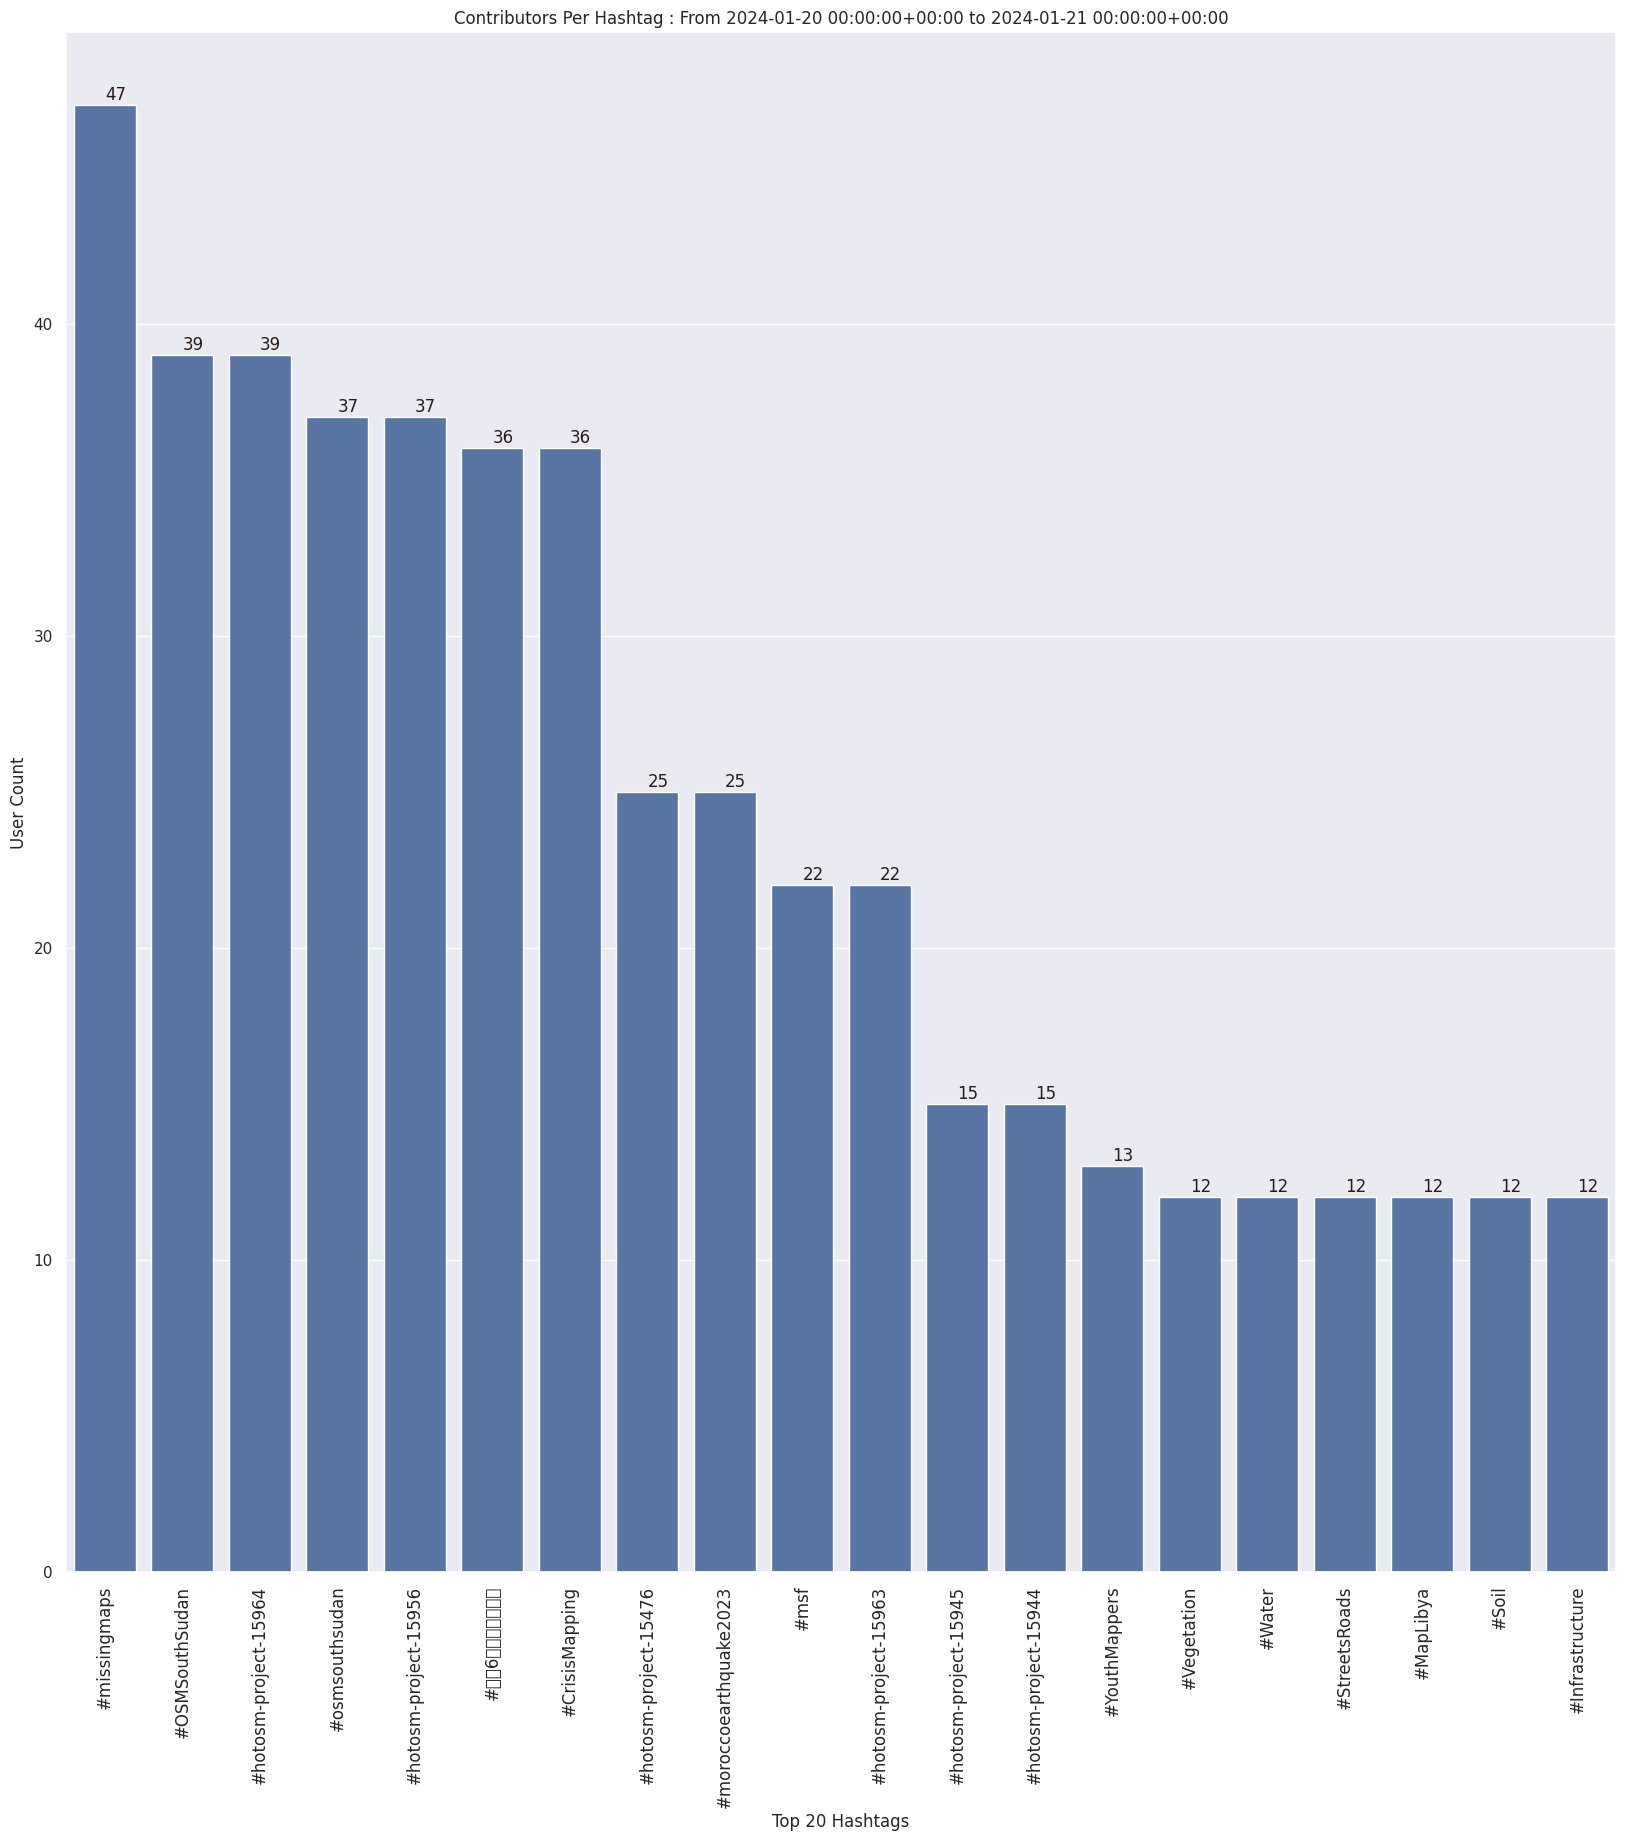 Contributors Per Hashtag : From 2024-01-20 00:00:00+00:00 to 2024-01-21 00:00:00+00:00
User Count
40
30
20
10
0
47
39
39
37
37
36
36
25
25
22
22
15
15
13
12
12
12
12
12
12
#missingmaps
#OSMSouthSudan
#hotosm-project-15964
#osmsouthsudan
#hotosm-project-15956
#CrisisMapping
#hotosm-project-15476
#moroccoearthquake2023
#msf
#hotosm-project-15963
#hotosm-project-15945
#hotosm-project-15944
#YouthMappers
#Vegetation
#Water
#StreetsRoads
#MapLibya
#Soil
#Infrastructure
Top 20 Hashtags